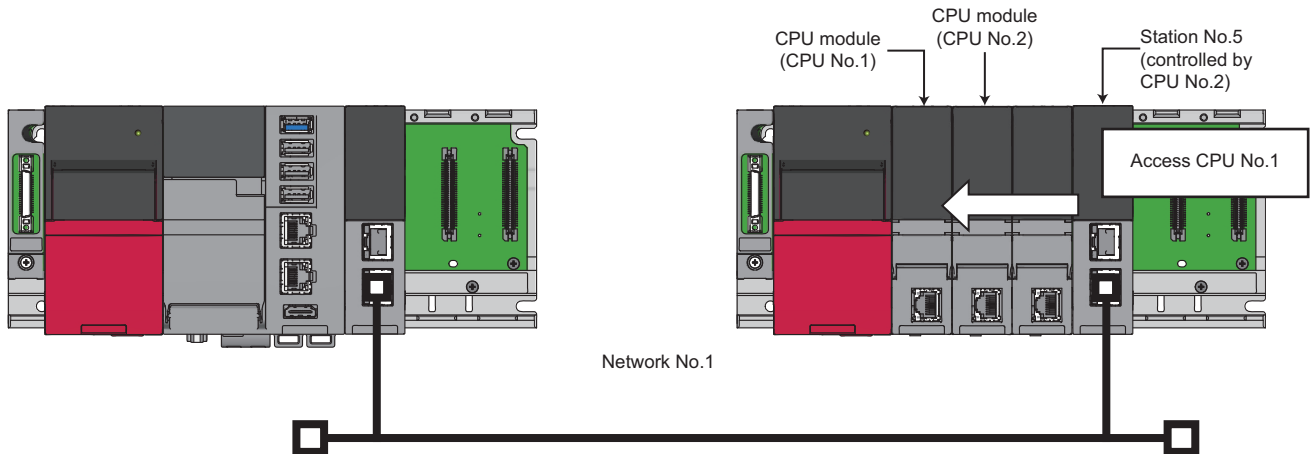 CPU module
(CPU No.1)
CPU module
(CPU No.2)
Station No.5
(controlled by
CPU No.2)
Access CPU No.1
Network No.1